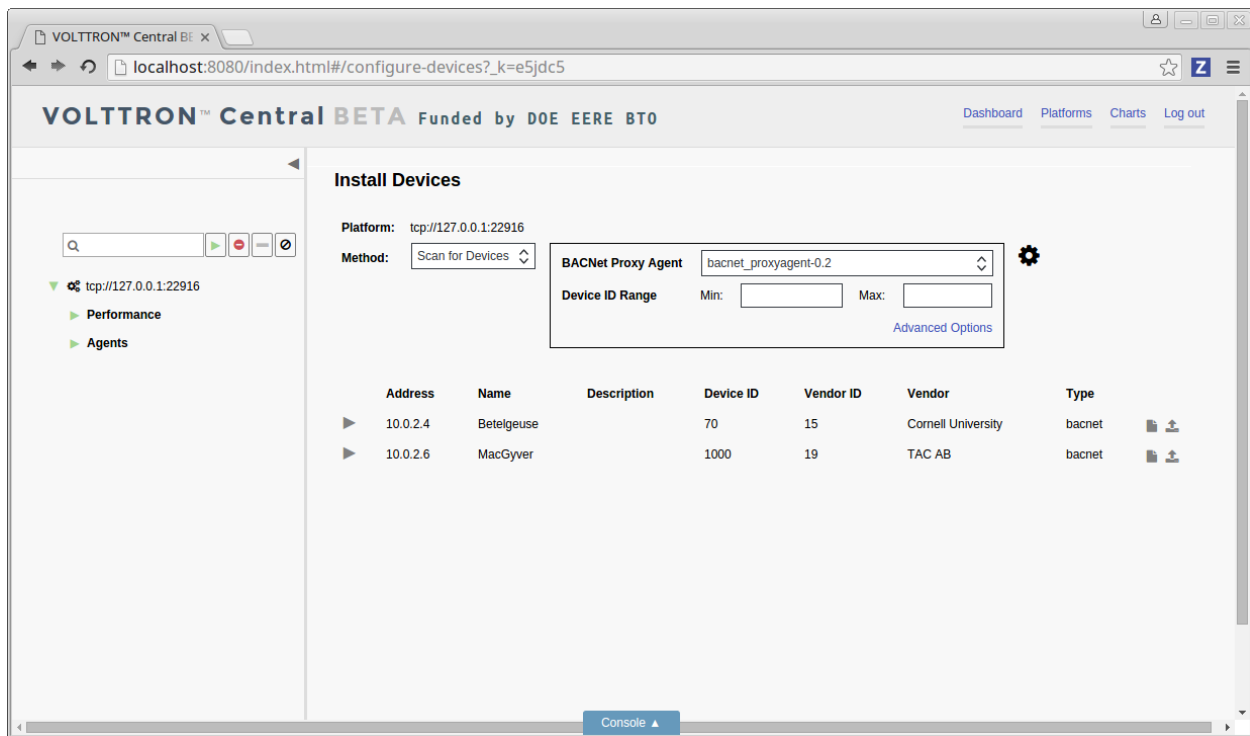 VOLTTRON™ Central BE
localhost:8080/index.html#/configure-devices?_k=e5jdc5
Z
VOLTTRON™ Central BETA Funded by DOE EERE BTO
Dashboard Platforms Charts Log out
Install Devices
Platform: tcp://127.0.0.1:22916
Method: Scan for Devices
BACNet Proxy Agent bacnet_proxyagent-0.2
Device ID Range Min: Max:
Advanced Options
tcp://127.0.0.1:22916
Performance
Agents
Address Name Description Device ID Vendor ID Vendor Type
10.0.2.4 Betelgeuse 70 15 Cornell University bacnet
10.0.2.6 MacGyver 1000 19 TAC AB bacnet
Console ▲